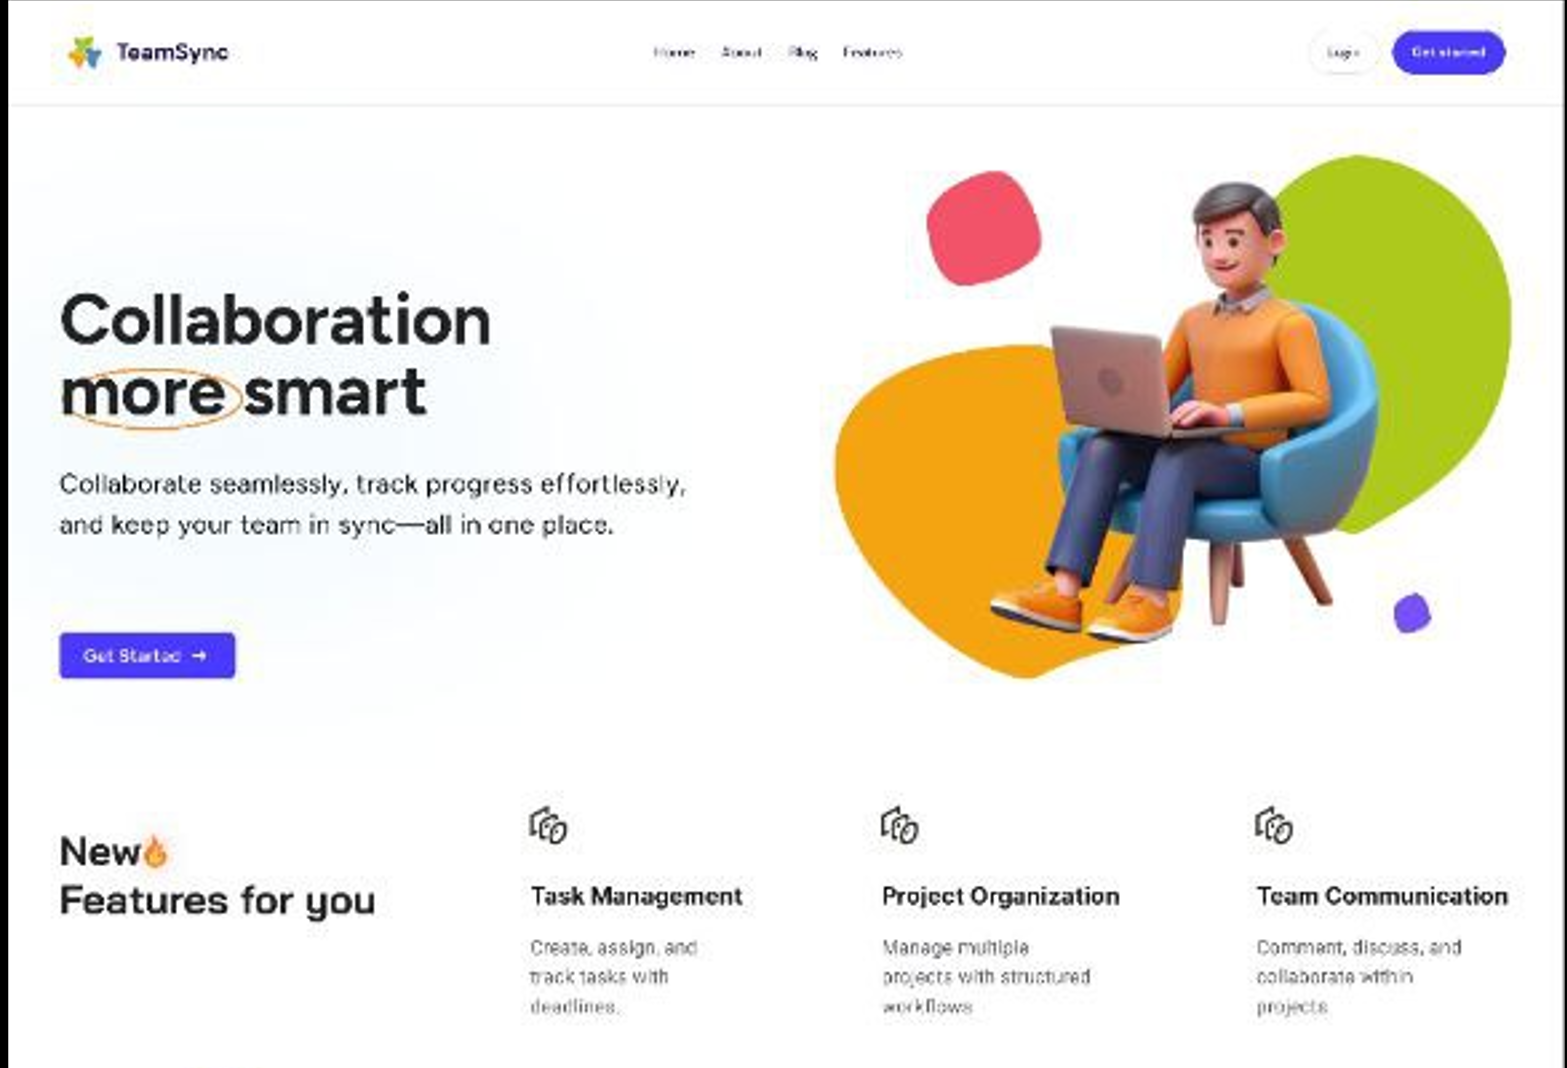 TeamSync
Home About Blog Features
Login Get started
Collaboration
more smart
Collaborate seamlessly, track progress effortlessly,
and keep your team in sync—all in one place.
Get Started →
New🔥
Features for you
Task Management
Create, assign, and
track tasks with
deadlines.
Project Organization
Manage multiple
projects with structured
workflows
Team Communication
Comment, discuss, and
collaborate within
projects